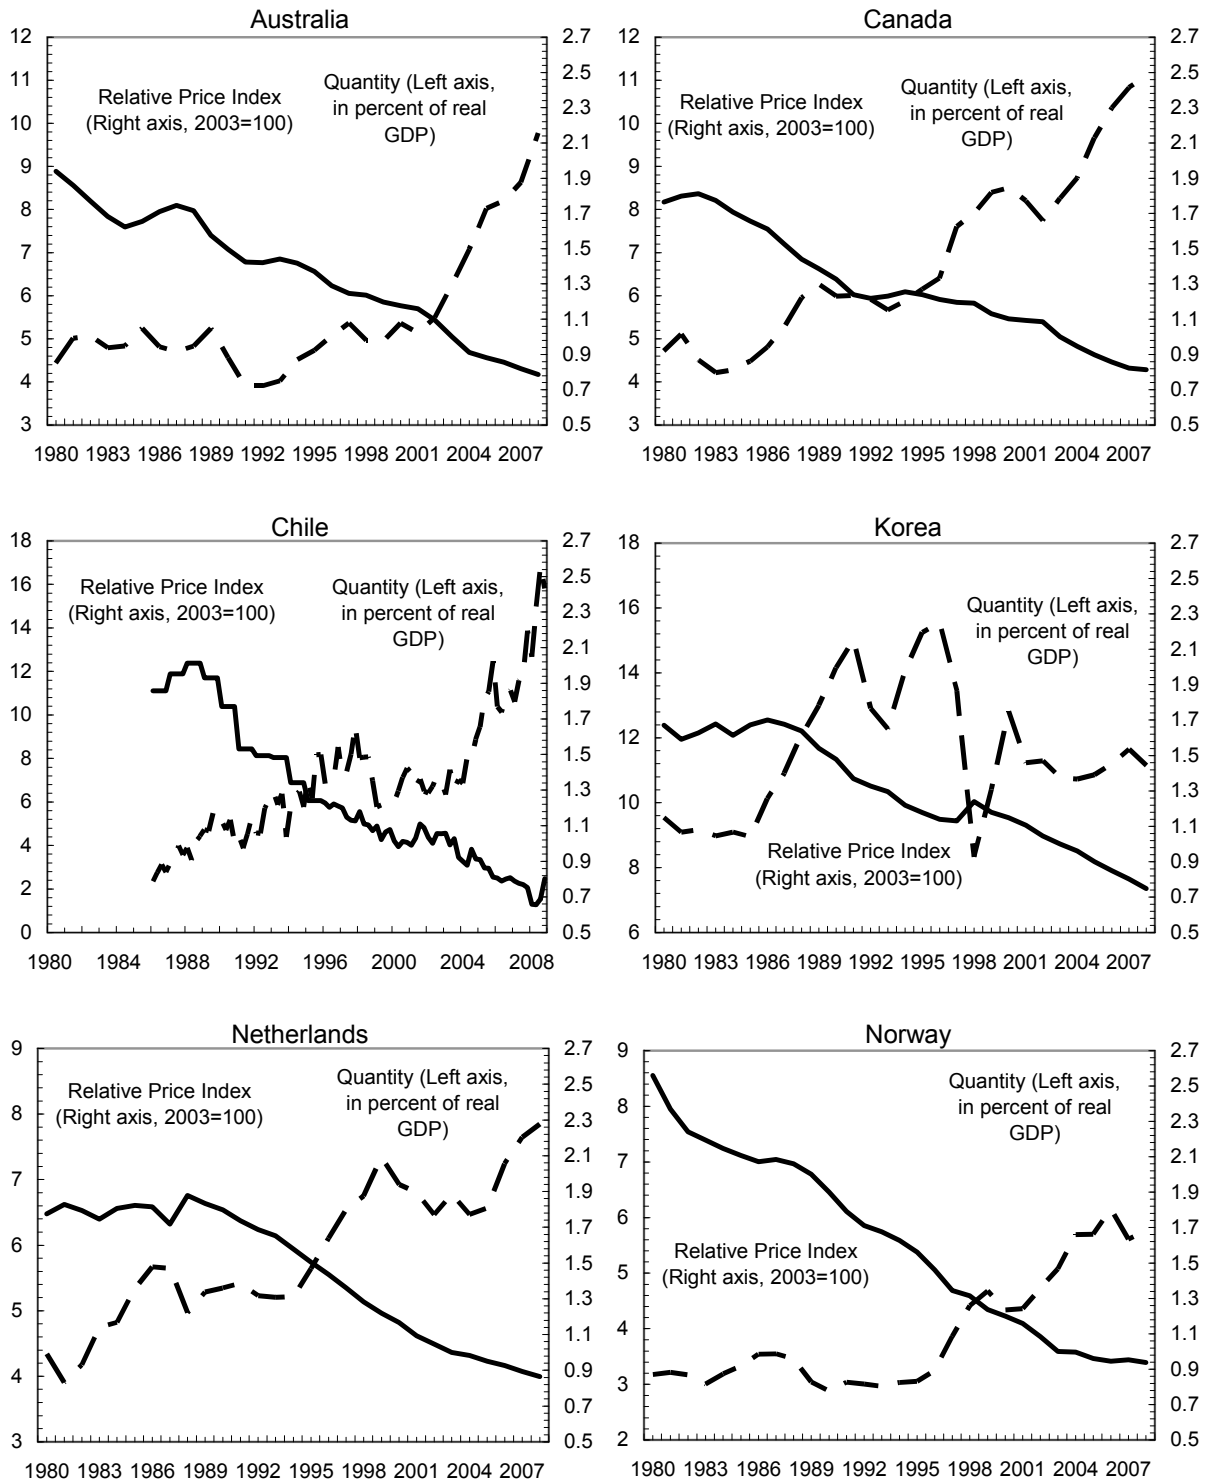 Australia
12
11
10
9
8
7
6
5
4
3
2.7
2.5
2.3
2.1
1.9
1.7
1.5
1.3
1.1
0.9
0.7
0.5
Relative Price Index
(Right axis, 2003=100)
Quantity (Left axis,
in percent of real
GDP)
1980 1983 1986 1989 1992 1995 1998 2001 2004 2007
Canada
12
11
10
9
8
7
6
5
4
3
2.7
2.5
2.3
2.1
1.9
1.7
1.5
1.3
1.1
0.9
0.7
0.5
Relative Price Index
(Right axis, 2003=100)
Quantity (Left axis,
in percent of real
GDP)
1980 1983 1986 1989 1992 1995 1998 2001 2004 2007
Chile
18
16
14
12
10
8
6
4
2
0
2.7
2.5
2.3
2.1
1.9
1.7
1.5
1.3
1.1
0.9
0.7
0.5
Relative Price Index
(Right axis, 2003=100)
Quantity (Left axis,
in percent of real
GDP)
1980 1984 1988 1992 1996 2000 2004 2008
Korea
18
16
14
12
10
8
6
2.7
2.5
2.3
2.1
1.9
1.7
1.5
1.3
1.1
0.9
0.7
0.5
Quantity (Left axis,
in percent of real
GDP)
Relative Price Index
(Right axis, 2003=100)
1980 1983 1986 1989 1992 1995 1998 2001 2004 2007
Netherlands
9
8
7
6
5
4
3
2.7
2.5
2.3
2.1
1.9
1.7
1.5
1.3
1.1
0.9
0.7
0.5
Relative Price Index
(Right axis, 2003=100)
Quantity (Left axis,
in percent of real
GDP)
1980 1983 1986 1989 1992 1995 1998 2001 2004 2007
Norway
9
8
7
6
5
4
3
2
2.7
2.5
2.3
2.1
1.9
1.7
1.5
1.3
1.1
0.9
0.7
0.5
Quantity (Left axis,
in percent of real
GDP)
Relative Price Index
(Right axis, 2003=100)
1980 1983 1986 1989 1992 1995 1998 2001 2004 2007